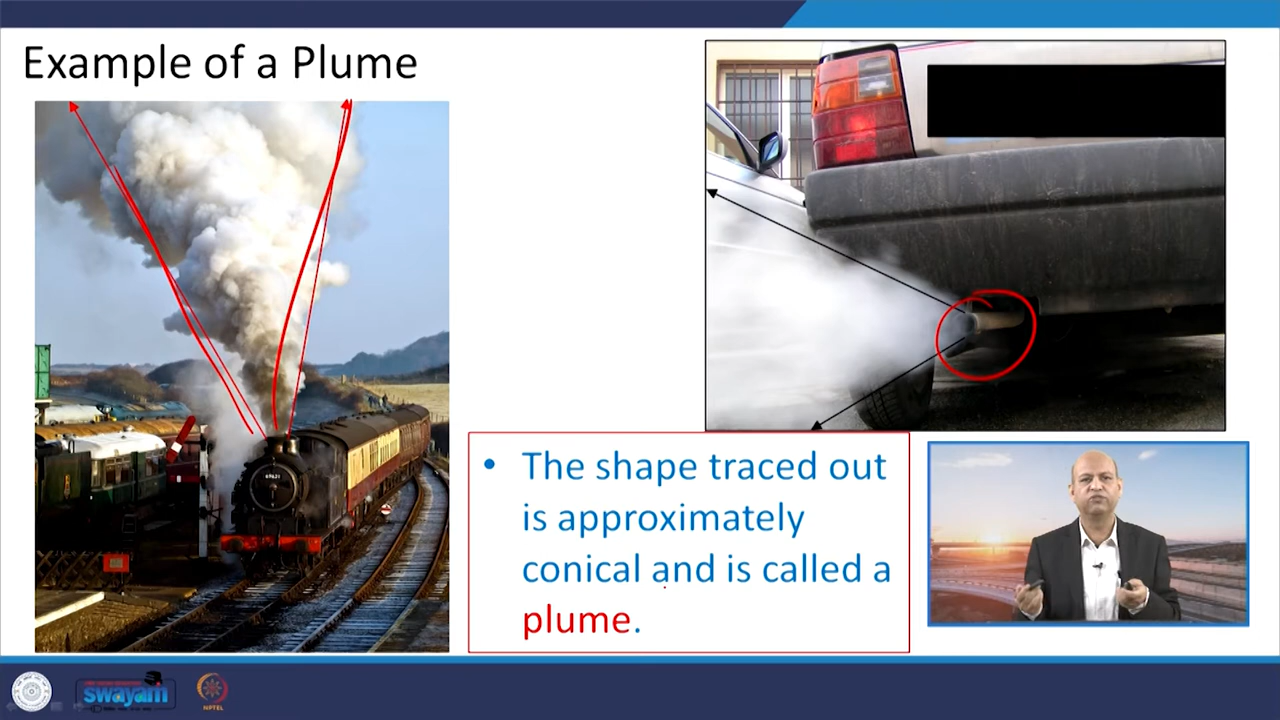 Example of a Plume
• The shape traced out
is approximately
conical and is called a
plume.
swayam
NPTEL